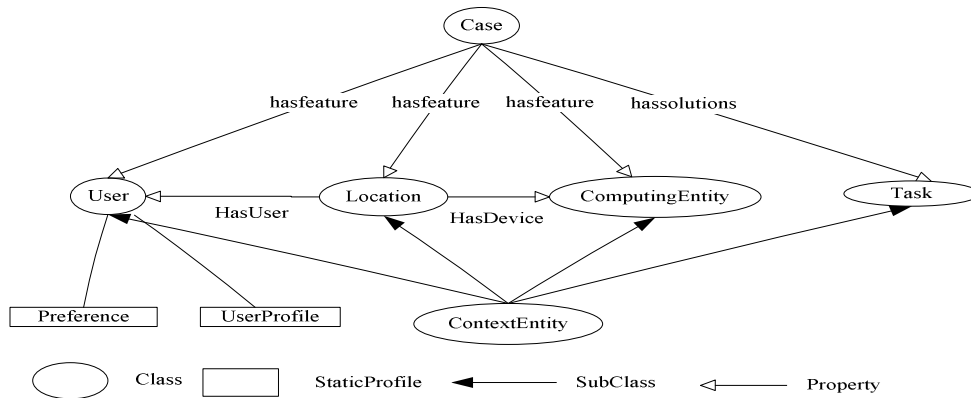 Case
hasfeature hasfeature hasfeature hassolutions
User Location ComputingEntity Task
HasUser HasDevice
Preference UserProfile ContextEntity
Class StaticProfile SubClass Property